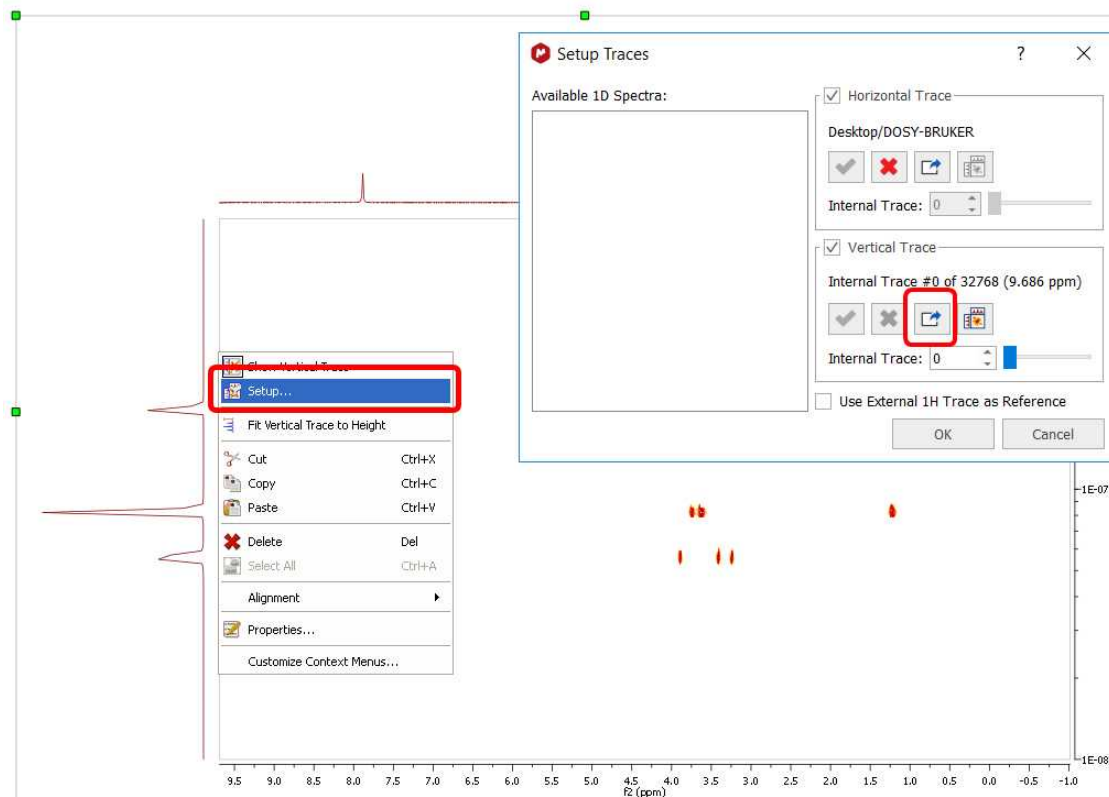 Setup Traces
?
Available 1D Spectra:
Horizontal Trace
Desktop/DOSY-BRUKER
Internal Trace: 0
Vertical Trace
Internal Trace #0 of 32768 (9.686 ppm)
Internal Trace: 0
Use External 1H Trace as Reference
OK Cancel
Show Vertical Trace
Setup...
Fit Vertical Trace to Height
Cut Ctrl+X
Copy Ctrl+C
Paste Ctrl+V
Delete Del
Select All Ctrl+A
Alignment
Properties...
Customize Context Menus...
1E-07
1E-08
9.5 9.0 8.5 8.0 7.5 7.0 6.5 6.0 5.5 5.0 4.5 4.0 3.5 3.0 2.5 2.0 1.5 1.0 0.5 0.0 -0.5 -1.0
f2 (ppm)